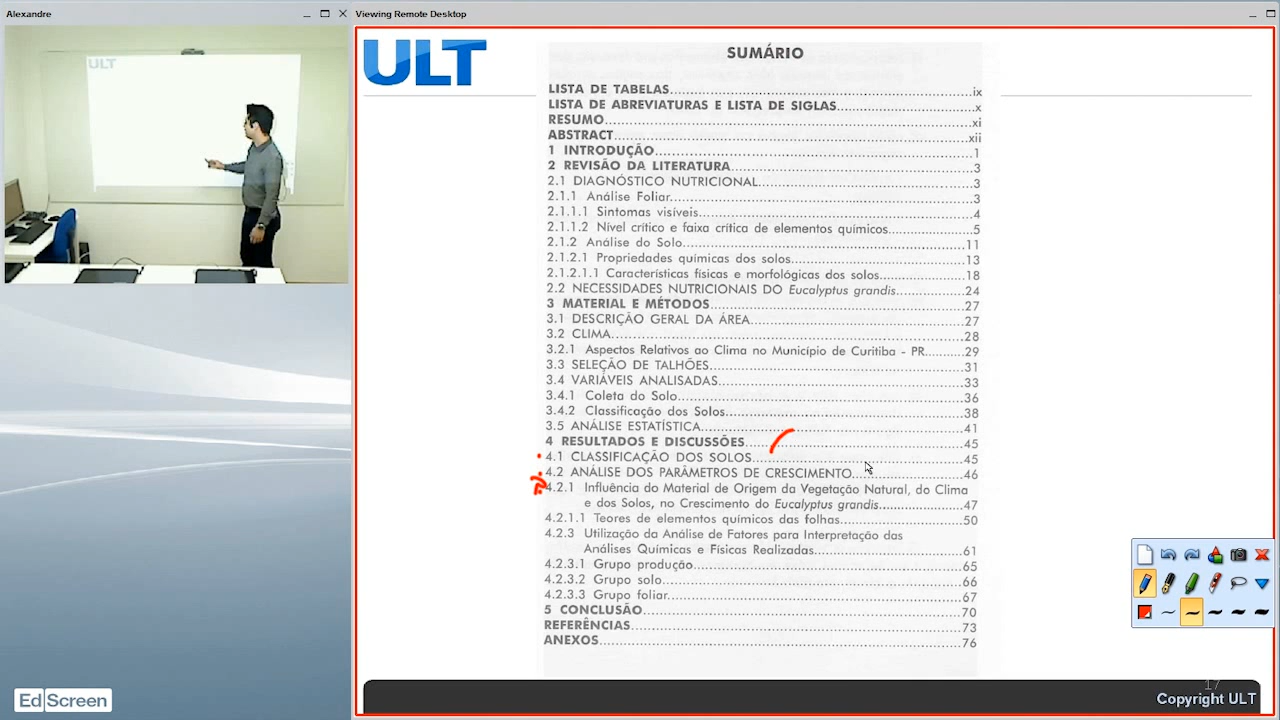 Alexandre
Viewing Remote Desktop
ULT
ULT
SUMÁRIO
LISTA DE TABELAS....ix
LISTA DE ABREVIATURAS E LISTA DE SIGLAS....x
RESUMO....xi
ABSTRACT....xii
1 INTRODUÇÃO....1
2 REVISÃO DA LITERATURA....3
2.1 DIAGNÓSTICO NUTRICIONAL....3
2.1.1 Análise Foliar....3
2.1.1.1 Sintomas visíveis....4
2.1.1.2 Nível crítico e faixa crítica de elementos químicos....5
2.1.2 Análise do Solo....11
2.1.2.1 Propriedades químicas dos solos....13
2.1.2.1.1 Características físicas e morfológicas dos solos....18
2.2 NECESSIDADES NUTRICIONAIS DO Eucalyptus grandis....24
3 MATERIAL E MÉTODOS....27
3.1 DESCRIÇÃO GERAL DA ÁREA....27
3.2 CLIMA....28
3.2.1 Aspectos Relativos ao Clima no Município de Curitiba - PR....29
3.3 SELEÇÃO DE TALHÕES....31
3.4 VARIÁVEIS ANALISADAS....33
3.4.1 Coleta do Solo....36
3.4.2 Classificação dos Solos....38
3.5 ANÁLISE ESTATÍSTICA....41
4 RESULTADOS E DISCUSSÕES....45
4.1 CLASSIFICAÇÃO DOS SOLOS....45
4.2 ANÁLISE DOS PARÂMETROS DE CRESCIMENTO....46
4.2.1 Influência do Material de Origem da Vegetação Natural, do Clima
e dos Solos, no Crescimento do Eucalyptus grandis....47
4.2.1.1 Teores de elementos químicos das folhas....50
4.2.3 Utilização da Análise de Fatores para Interpretação das
Análises Químicas e Físicas Realizadas....61
4.2.3.1 Grupo produção....65
4.2.3.2 Grupo solo....66
4.2.3.3 Grupo foliar....67
5 CONCLUSÃO....70
REFERÊNCIAS....73
ANEXOS....76
17
Copyright ULT
EdScreen